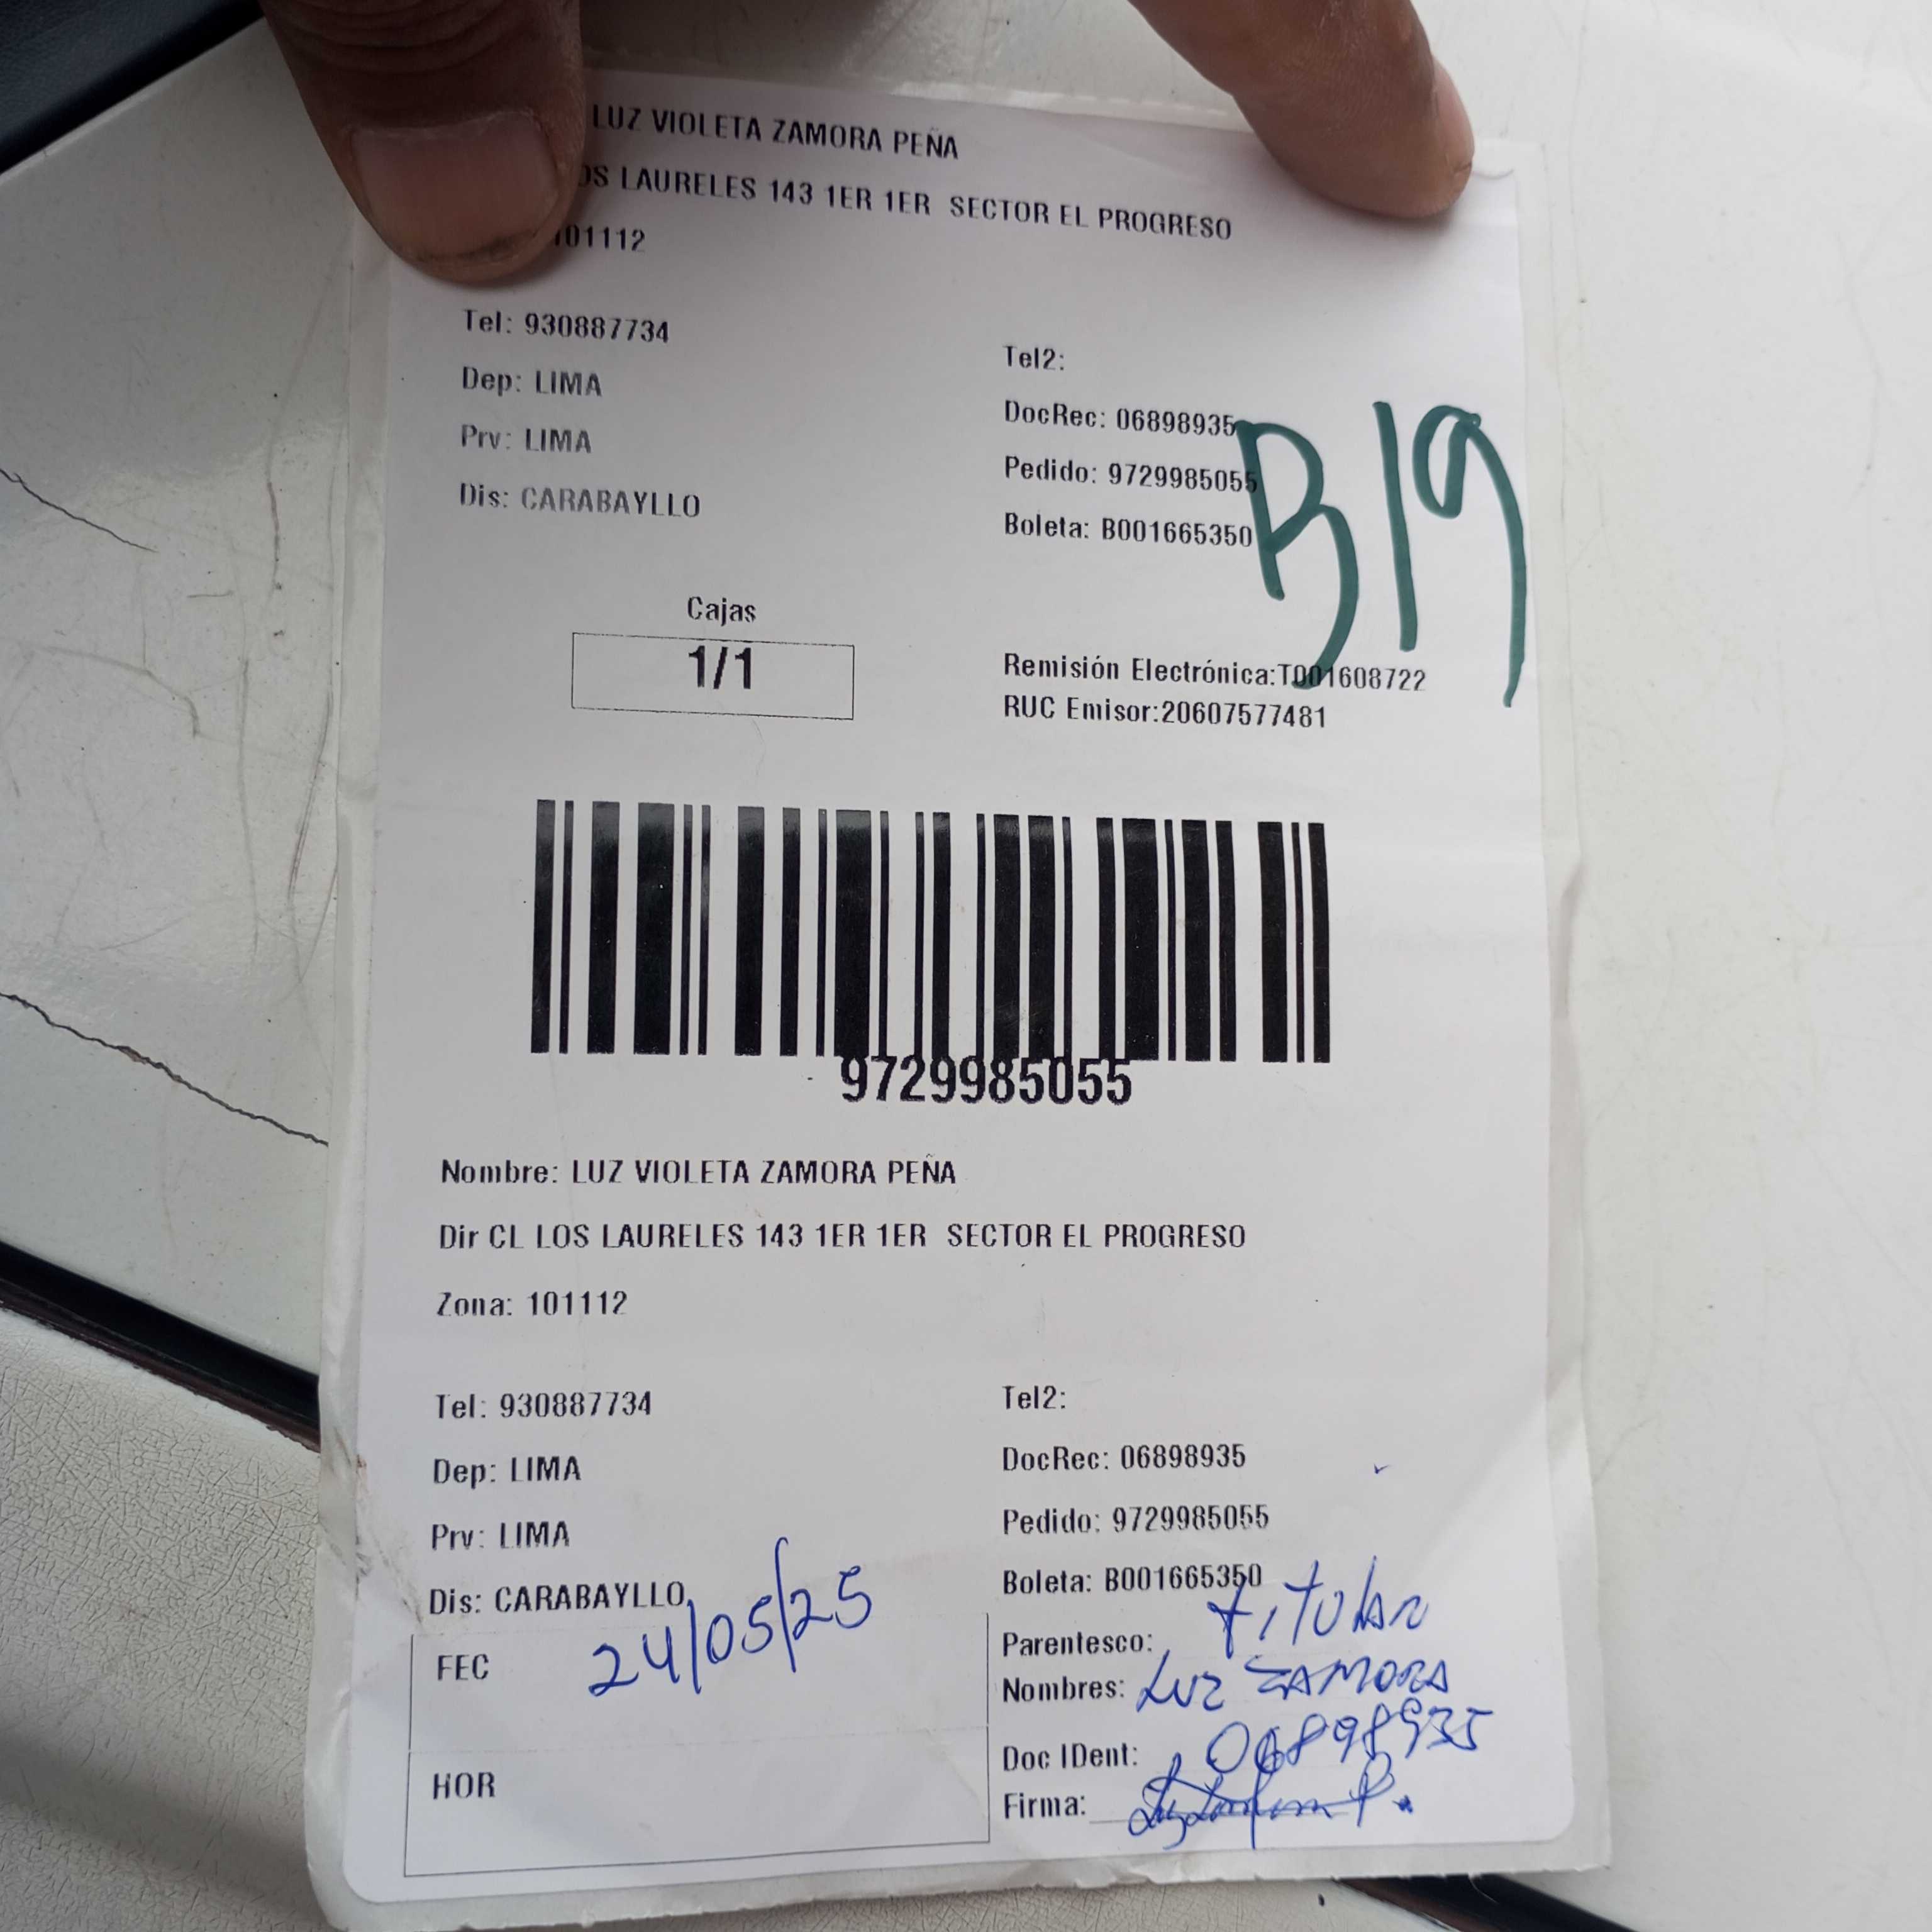 LUZ VIOLETA ZAMORA PEÑA
OS LAURELES 143 1ER 1ER SECTOR EL PROGRESO
101112
Tel: 930887734
Tel2:
Dep: LIMA
DocRec: 06898935
Prv: LIMA
Pedido: 9729985055
Dis: CARABAYLLO
Boleta: B001665350
B19
Cajas
1/1
Remisión Electrónica:T001608722
RUC Emisor:20607577481
9729985055
Nombre: LUZ VIOLETA ZAMORA PEÑA
Dir CL LOS LAURELES 143 1ER 1ER SECTOR EL PROGRESO
Zona: 101112
Tel: 930887734
Tel2:
Dep: LIMA
DocRec: 06898935
Prv: LIMA
Pedido: 9729985055
Dis: CARABAYLLO
Boleta: B001665350
FEC 24/05/25
Parentesco: titular
Nombres: Luz ZAMORA
Doc IDent: 06898935
HOR
Firma: